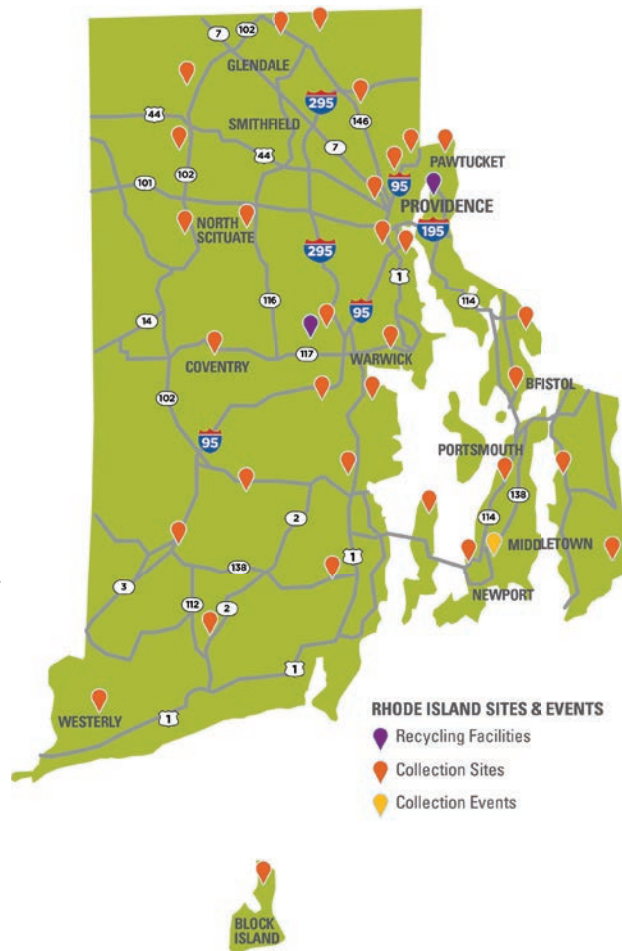 102
7
GLENDALE
295
44
SMITHFIELD
146
7
44
PAWTUCKET
101
102
95
PROVIDENCE
NORTH
SCITUATE
195
295
1
116
114
14
95
117
COVENTRY
WARWICK
BFISTOL
102
95
PORTSMOUTH
138
2
114
MIDDLETOWN
1
138
3
112
2
NEWPORT
1
WESTERLY
1
RHODE ISLAND SITES & EVENTS
Recycling Facilities
Collection Sites
Collection Events
BLOCK
ISLAND